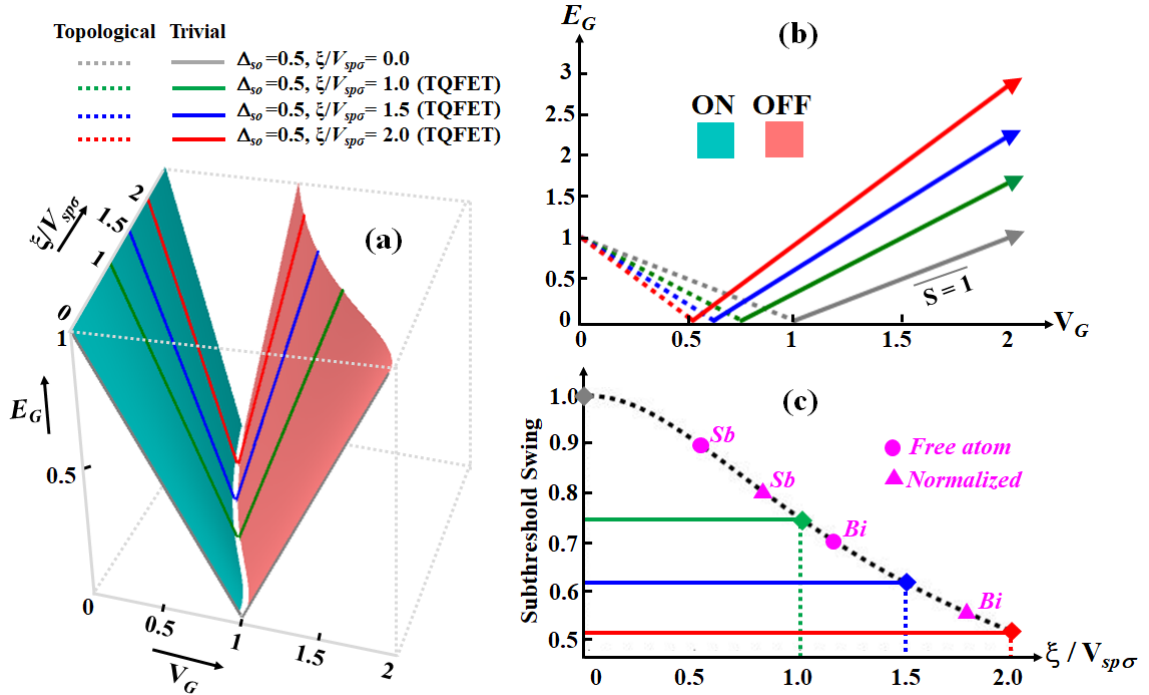 Topological Trivial
Δso =0.5, ξ/Vspσ= 0.0
Δso =0.5, ξ/Vspσ= 1.0 (TQFET)
Δso =0.5, ξ/Vspσ= 1.5 (TQFET)
Δso =0.5, ξ/Vspσ= 2.0 (TQFET)
(a)
ξ/Vspσ
2
1.5
1
0
1
EG
0.5
0
0.5
1
1.5
2
VG
EG
(b)
3
2.5
2
1.5
1
0.5
0
ON OFF
S = 1
0.5 1 1.5 2
VG
(c)
Subthreshold Swing
1.0
0.9
0.8
0.7
0.6
0.5
Sb
Sb
Bi
Bi
Free atom
Normalized
0 0.5 1.0 1.5 2.0
ξ / Vspσ